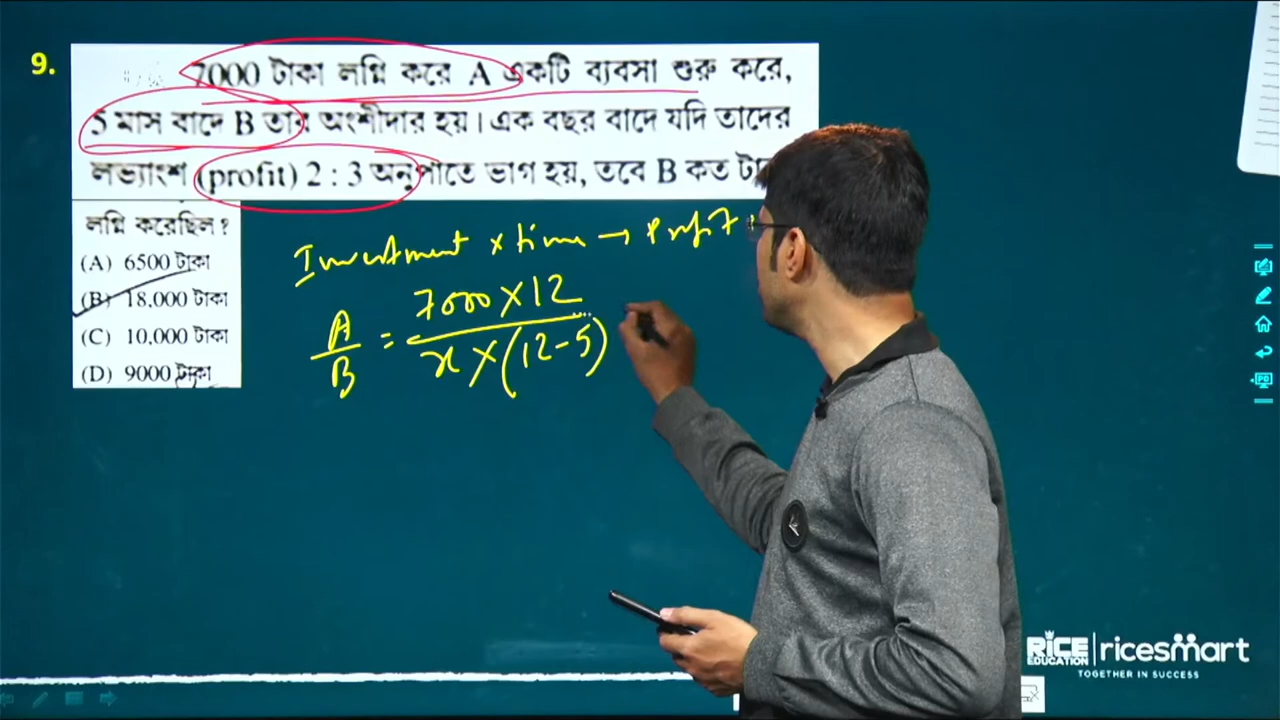 9.
7000 টাকা লগ্নি করে A একটি ব্যবসা শুরু করে,
5 মাস বাদে B তার অংশীদার হয়। এক বছর বাদে যদি তাদের
লভ্যাংশ (profit) 2 : 3 অনুপাতে ভাগ হয়, তবে B কত
লগ্নি করেছিল?
(A) 6500 টাকা
(B) 18,000 টাকা
(C) 10,000 টাকা
(D) 9000 টাকা
Investment × time → Profit
A/B = 7000 × 12 / x × (12 - 5)
RICE EDUCATION | ricesmart
TOGETHER IN SUCCESS